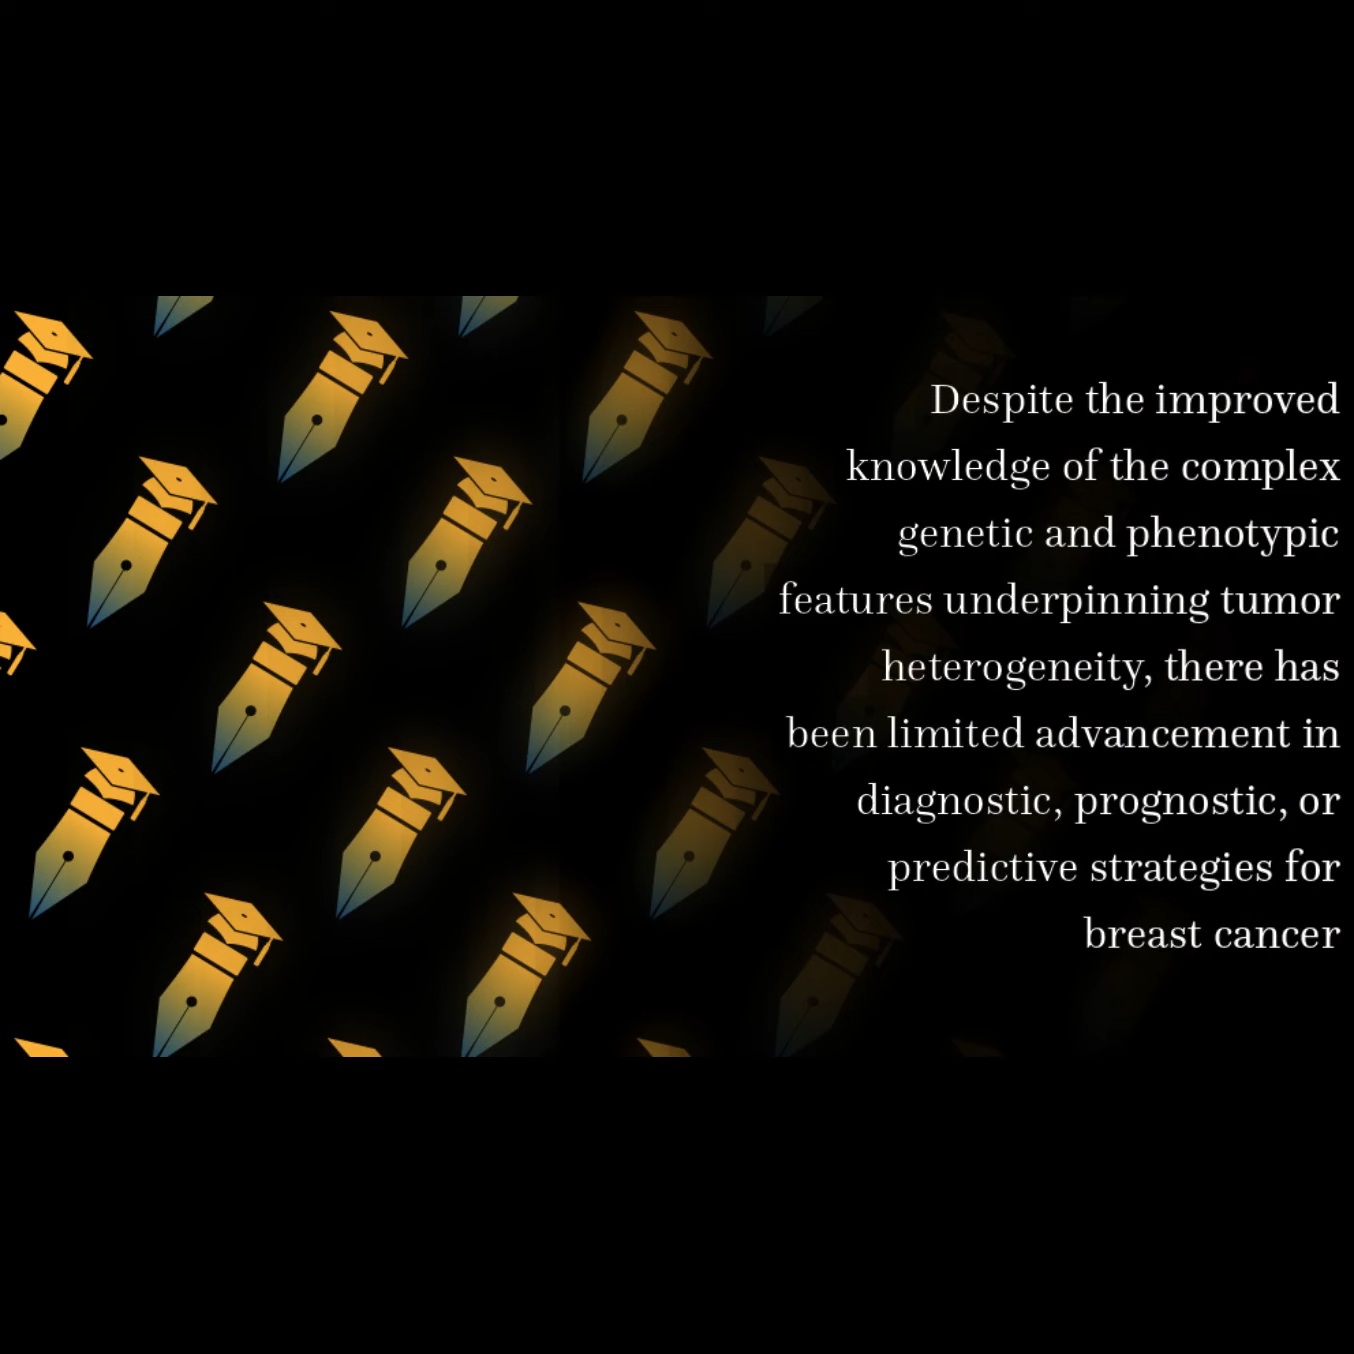 Despite the improved
knowledge of the complex
genetic and phenotypic
features underpinning tumor
heterogeneity, there has
been limited advancement in
diagnostic, prognostic, or
predictive strategies for
breast cancer